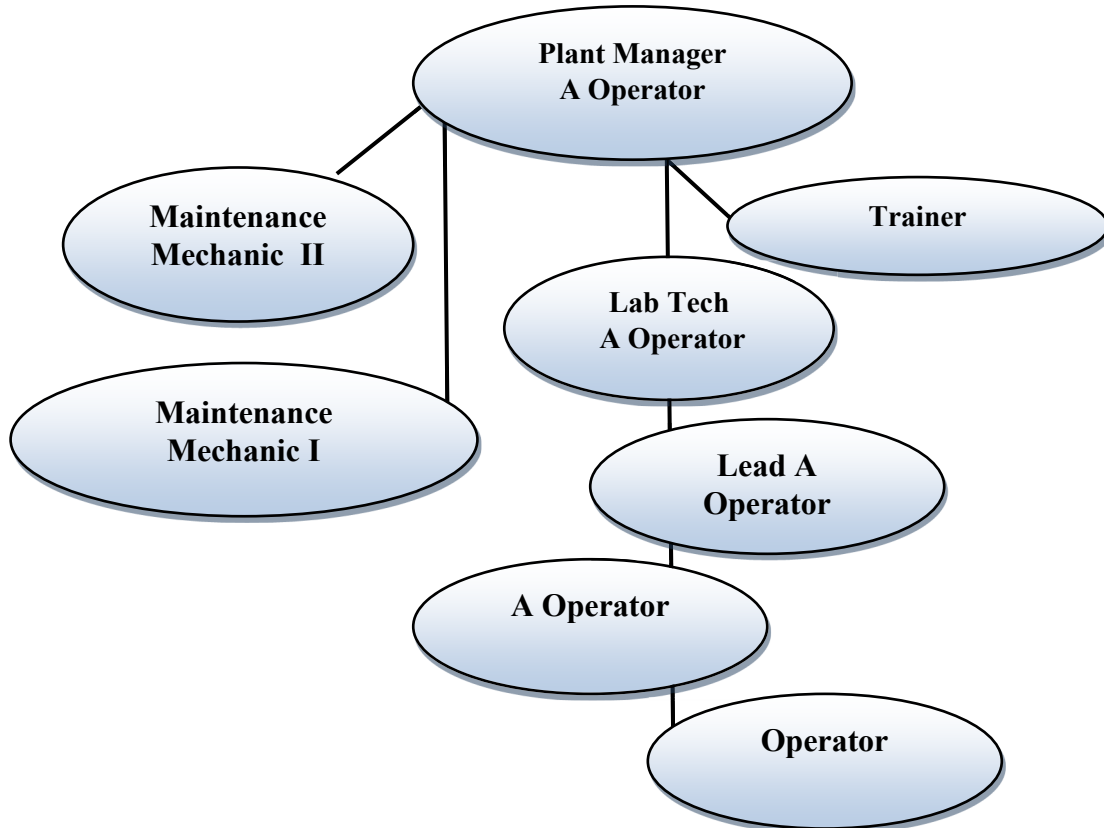 Plant Manager
A Operator
Maintenance
Mechanic  II
Trainer
Lab Tech
A Operator
Maintenance
Mechanic I
Lead A
Operator
A Operator
Operator